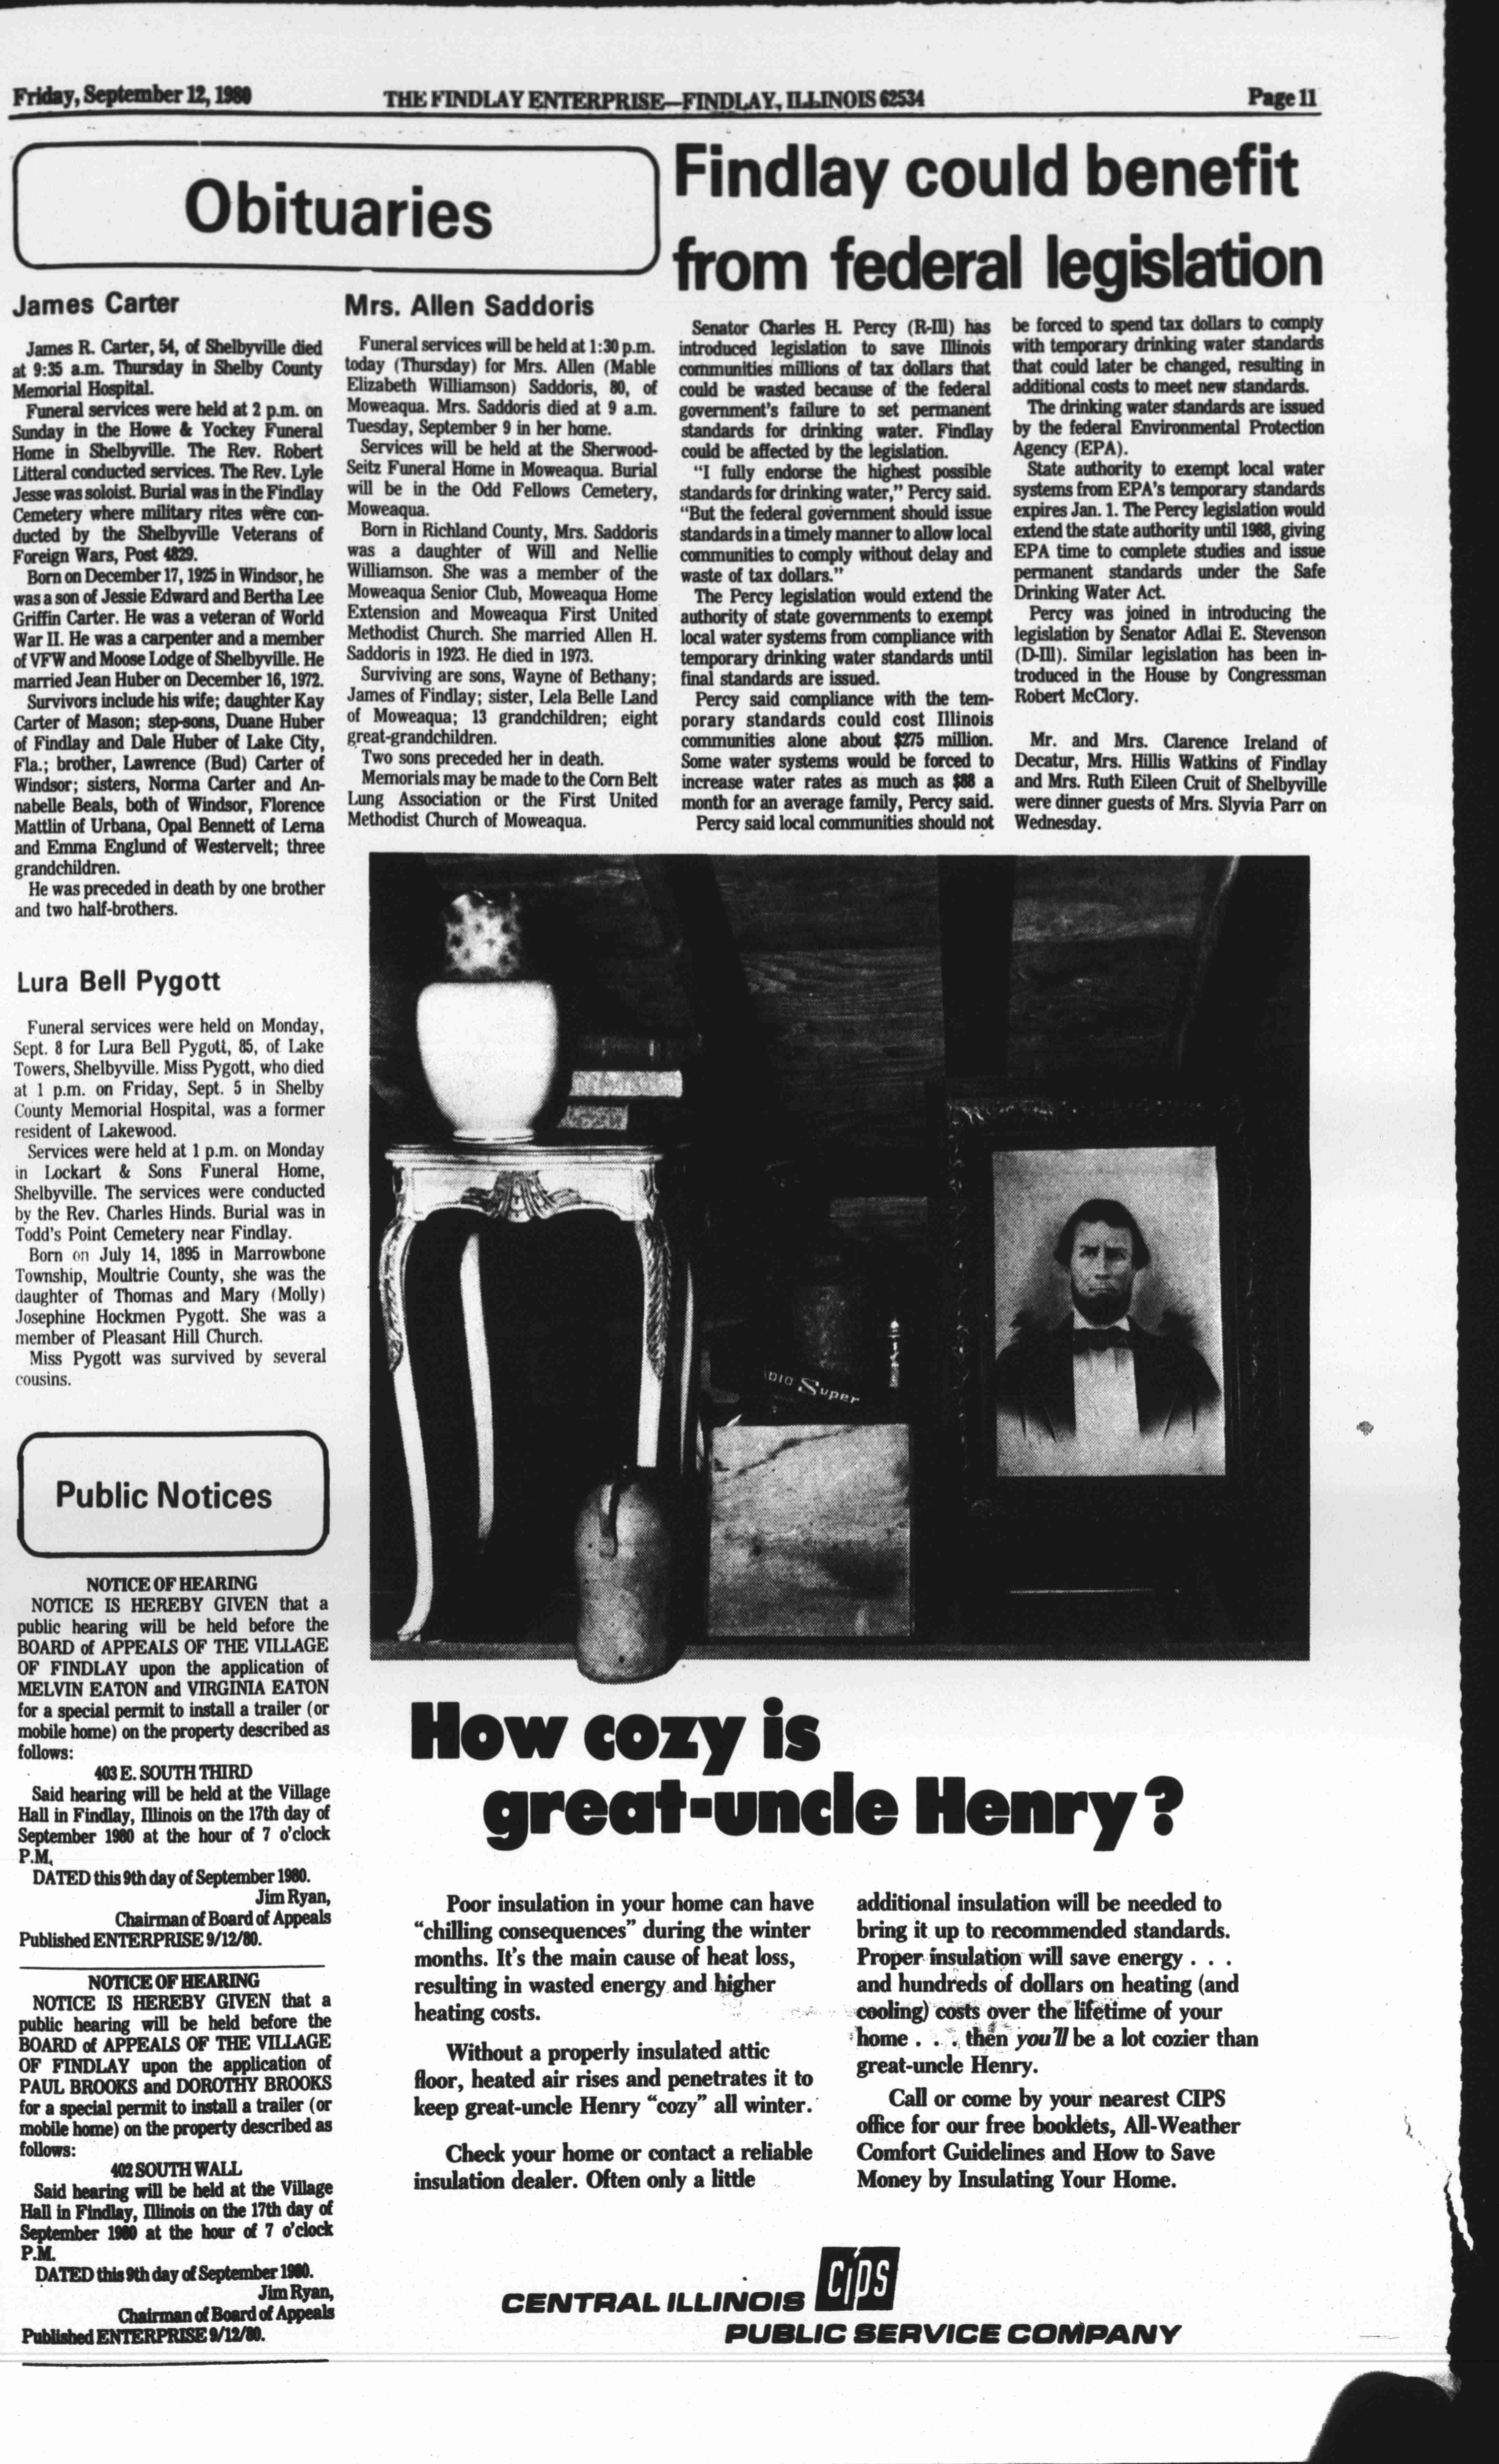 Friday, September 12, 1980
THE FINDLAY ENTERPRISE—FINDLAY, ILLINOIS 62534
Page 11
Obituaries
James Carter
James R. Carter, 54, of Shelbyville died
at 9:35 a.m. Thursday in Shelby County
Memorial Hospital.
Funeral services were held at 2 p.m. on
Sunday in the Howe & Yockey Funeral
Home in Shelbyville. The Rev. Robert
Litteral conducted services. The Rev. Lyle
Jesse was soloist. Burial was in the Findlay
Cemetery where military rites were con-
ducted by the Shelbyville Veterans of
Foreign Wars, Post 4829.
Born on December 17, 1925 in Windsor, he
was a son of Jessie Edward and Bertha Lee
Griffin Carter. He was a veteran of World
War II. He was a carpenter and a member
of VFW and Moose Lodge of Shelbyville. He
married Jean Huber on December 16, 1972.
Survivors include his wife; daughter Kay
Carter of Mason; step-sons, Duane Huber
of Findlay and Dale Huber of Lake City,
Fla.; brother, Lawrence (Bud) Carter of
Windsor; sisters, Norma Carter and An-
nabelle Beals, both of Windsor, Florence
Mattlin of Urbana, Opal Bennett of Lerna
and Emma Englund of Westervelt; three
grandchildren.
He was preceded in death by one brother
and two half-brothers.
Lura Bell Pygott
Funeral services were held on Monday,
Sept. 8 for Lura Bell Pygott, 85, of Lake
Towers, Shelbyville. Miss Pygott, who died
at 1 p.m. on Friday, Sept. 5 in Shelby
County Memorial Hospital, was a former
resident of Lakewood.
Services were held at 1 p.m. on Monday
in Lockart & Sons Funeral Home,
Shelbyville. The services were conducted
by the Rev. Charles Hinds. Burial was in
Todd's Point Cemetery near Findlay.
Born on July 14, 1895 in Marrowbone
Township, Moultrie County, she was the
daughter of Thomas and Mary (Molly)
Josephine Hockmen Pygott. She was a
member of Pleasant Hill Church.
Miss Pygott was survived by several
cousins.
Public Notices
NOTICE OF HEARING
NOTICE IS HEREBY GIVEN that a
public hearing will be held before the
BOARD of APPEALS OF THE VILLAGE
OF FINDLAY upon the application of
MELVIN EATON and VIRGINIA EATON
for a special permit to install a trailer (or
mobile home) on the property described as
follows:
403 E. SOUTH THIRD
Said hearing will be held at the Village
Hall in Findlay, Illinois on the 17th day of
September 1980 at the hour of 7 o'clock
P.M.
DATED this 9th day of September 1980.
Jim Ryan,
Chairman of Board of Appeals
Published ENTERPRISE 9/12/80.
NOTICE OF HEARING
NOTICE IS HEREBY GIVEN that a
public hearing will be held before the
BOARD of APPEALS OF THE VILLAGE
OF FINDLAY upon the application of
PAUL BROOKS and DOROTHY BROOKS
for a special permit to install a trailer (or
mobile home) on the property described as
follows:
402 SOUTH WALL
Said hearing will be held at the Village
Hall in Findlay, Illinois on the 17th day of
September 1980 at the hour of 7 o'clock
P.M.
DATED this 9th day of September 1980.
Jim Ryan,
Chairman of Board of Appeals
Published ENTERPRISE 9/12/80.
Mrs. Allen Saddoris
Funeral services will be held at 1:30 p.m.
today (Thursday) for Mrs. Allen (Mable
Elizabeth Williamson) Saddoris, 80, of
Moweaqua. Mrs. Saddoris died at 9 a.m.
Tuesday, September 9 in her home.
Services will be held at the Sherwood-
Seitz Funeral Home in Moweaqua. Burial
will be in the Odd Fellows Cemetery,
Moweaqua.
Born in Richland County, Mrs. Saddoris
was a daughter of Will and Nellie
Williamson. She was a member of the
Moweaqua Senior Club, Moweaqua Home
Extension and Moweaqua First United
Methodist Church. She married Allen H.
Saddoris in 1923. He died in 1973.
Surviving are sons, Wayne of Bethany;
James of Findlay; sister, Lela Belle Land
of Moweaqua; 13 grandchildren; eight
great-grandchildren.
Two sons preceded her in death.
Memorials may be made to the Corn Belt
Lung Association or the First United
Methodist Church of Moweaqua.
Findlay could benefit
from federal legislation
Senator Charles H. Percy (R-Ill) has
introduced legislation to save Illinois
communities millions of tax dollars that
could be wasted because of the federal
government's failure to set permanent
standards for drinking water. Findlay
could be affected by the legislation.
"I fully endorse the highest possible
standards for drinking water," Percy said.
"But the federal government should issue
standards in a timely manner to allow local
communities to comply without delay and
waste of tax dollars."
The Percy legislation would extend the
authority of state governments to exempt
local water systems from compliance with
temporary drinking water standards until
final standards are issued.
Percy said compliance with the tem-
porary standards could cost Illinois
communities alone about $275 million.
Some water systems would be forced to
increase water rates as much as $88 a
month for an average family, Percy said.
Percy said local communities should not
be forced to spend tax dollars to comply
with temporary drinking water standards
that could later be changed, resulting in
additional costs to meet new standards.
The drinking water standards are issued
by the federal Environmental Protection
Agency (EPA).
State authority to exempt local water
systems from EPA's temporary standards
expires Jan. 1. The Percy legislation would
extend the state authority until 1988, giving
EPA time to complete studies and issue
permanent standards under the Safe
Drinking Water Act.
Percy was joined in introducing the
legislation by Senator Adlai E. Stevenson
(D-Ill). Similar legislation has been in-
troduced in the House by Congressman
Robert McClory.
Mr. and Mrs. Clarence Ireland of
Decatur, Mrs. Hillis Watkins of Findlay
and Mrs. Ruth Eileen Cruit of Shelbyville
were dinner guests of Mrs. Slyvia Parr on
Wednesday.
Super
How cozy is
great-uncle Henry?
Poor insulation in your home can have
"chilling consequences" during the winter
months. It's the main cause of heat loss,
resulting in wasted energy and higher
heating costs.
Without a properly insulated attic
floor, heated air rises and penetrates it to
keep great-uncle Henry "cozy" all winter.
Check your home or contact a reliable
insulation dealer. Often only a little
additional insulation will be needed to
bring it up to recommended standards.
Proper insulation will save energy . . .
and hundreds of dollars on heating (and
cooling) costs over the lifetime of your
home . . . then you'll be a lot cozier than
great-uncle Henry.
Call or come by your nearest CIPS
office for our free booklets, All-Weather
Comfort Guidelines and How to Save
Money by Insulating Your Home.
CIPS
CENTRAL ILLINOIS
PUBLIC SERVICE COMPANY